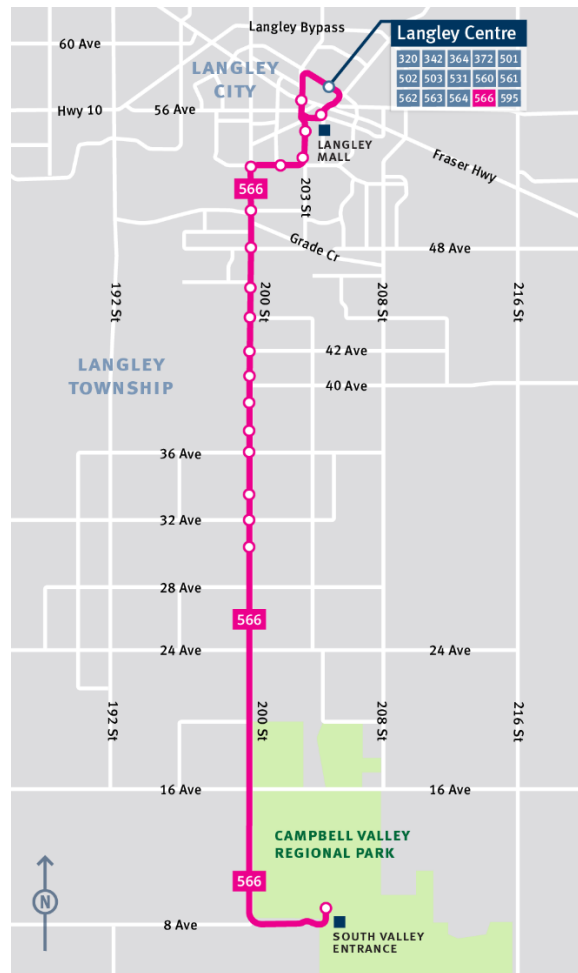 Langley Bypass
Langley Centre
60 Ave
320 342 364 372 501
502 503 531 560 561
562 563 564 566 595
LANGLEY
CITY
Hwy 10
56 Ave
LANGLEY
MALL
Fraser Hwy
566
203 St
Grade Cr
48 Ave
192 St
200 St
208 St
216 St
42 Ave
LANGLEY
TOWNSHIP
40 Ave
36 Ave
32 Ave
28 Ave
566
24 Ave
24 Ave
192 St
200 St
208 St
216 St
16 Ave
16 Ave
CAMPBELL VALLEY
REGIONAL PARK
566
N
8 Ave
SOUTH VALLEY
ENTRANCE